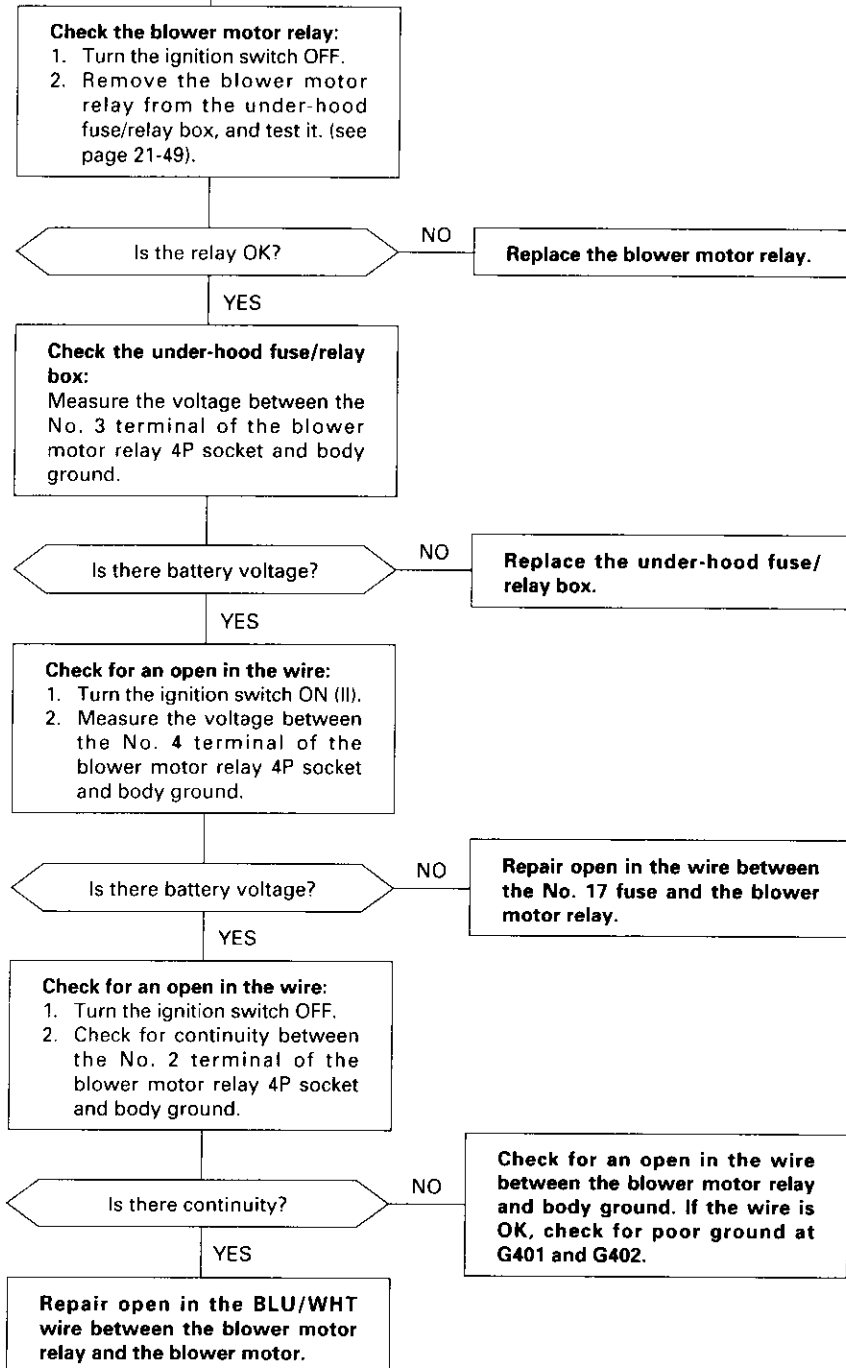 Check the blower motor relay:
1. Turn the ignition switch OFF.
2. Remove the blower motor
relay from the under-hood
fuse/relay box, and test it. (see
page 21-49).
Is the relay OK?
NO
Replace the blower motor relay.
YES
Check the under-hood fuse/relay
box:
Measure the voltage between the
No. 3 terminal of the blower
motor relay 4P socket and body
ground.
Is there battery voltage?
NO
Replace the under-hood fuse/
relay box.
YES
Check for an open in the wire:
1. Turn the ignition switch ON (II).
2. Measure the voltage between
the No. 4 terminal of the
blower motor relay 4P socket
and body ground.
Is there battery voltage?
NO
Repair open in the wire between
the No. 17 fuse and the blower
motor relay.
YES
Check for an open in the wire:
1. Turn the ignition switch OFF.
2. Check for continuity between
the No. 2 terminal of the
blower motor relay 4P socket
and body ground.
Is there continuity?
NO
Check for an open in the wire
between the blower motor relay
and body ground. If the wire is
OK, check for poor ground at
G401 and G402.
YES
Repair open in the BLU/WHT
wire between the blower motor
relay and the blower motor.